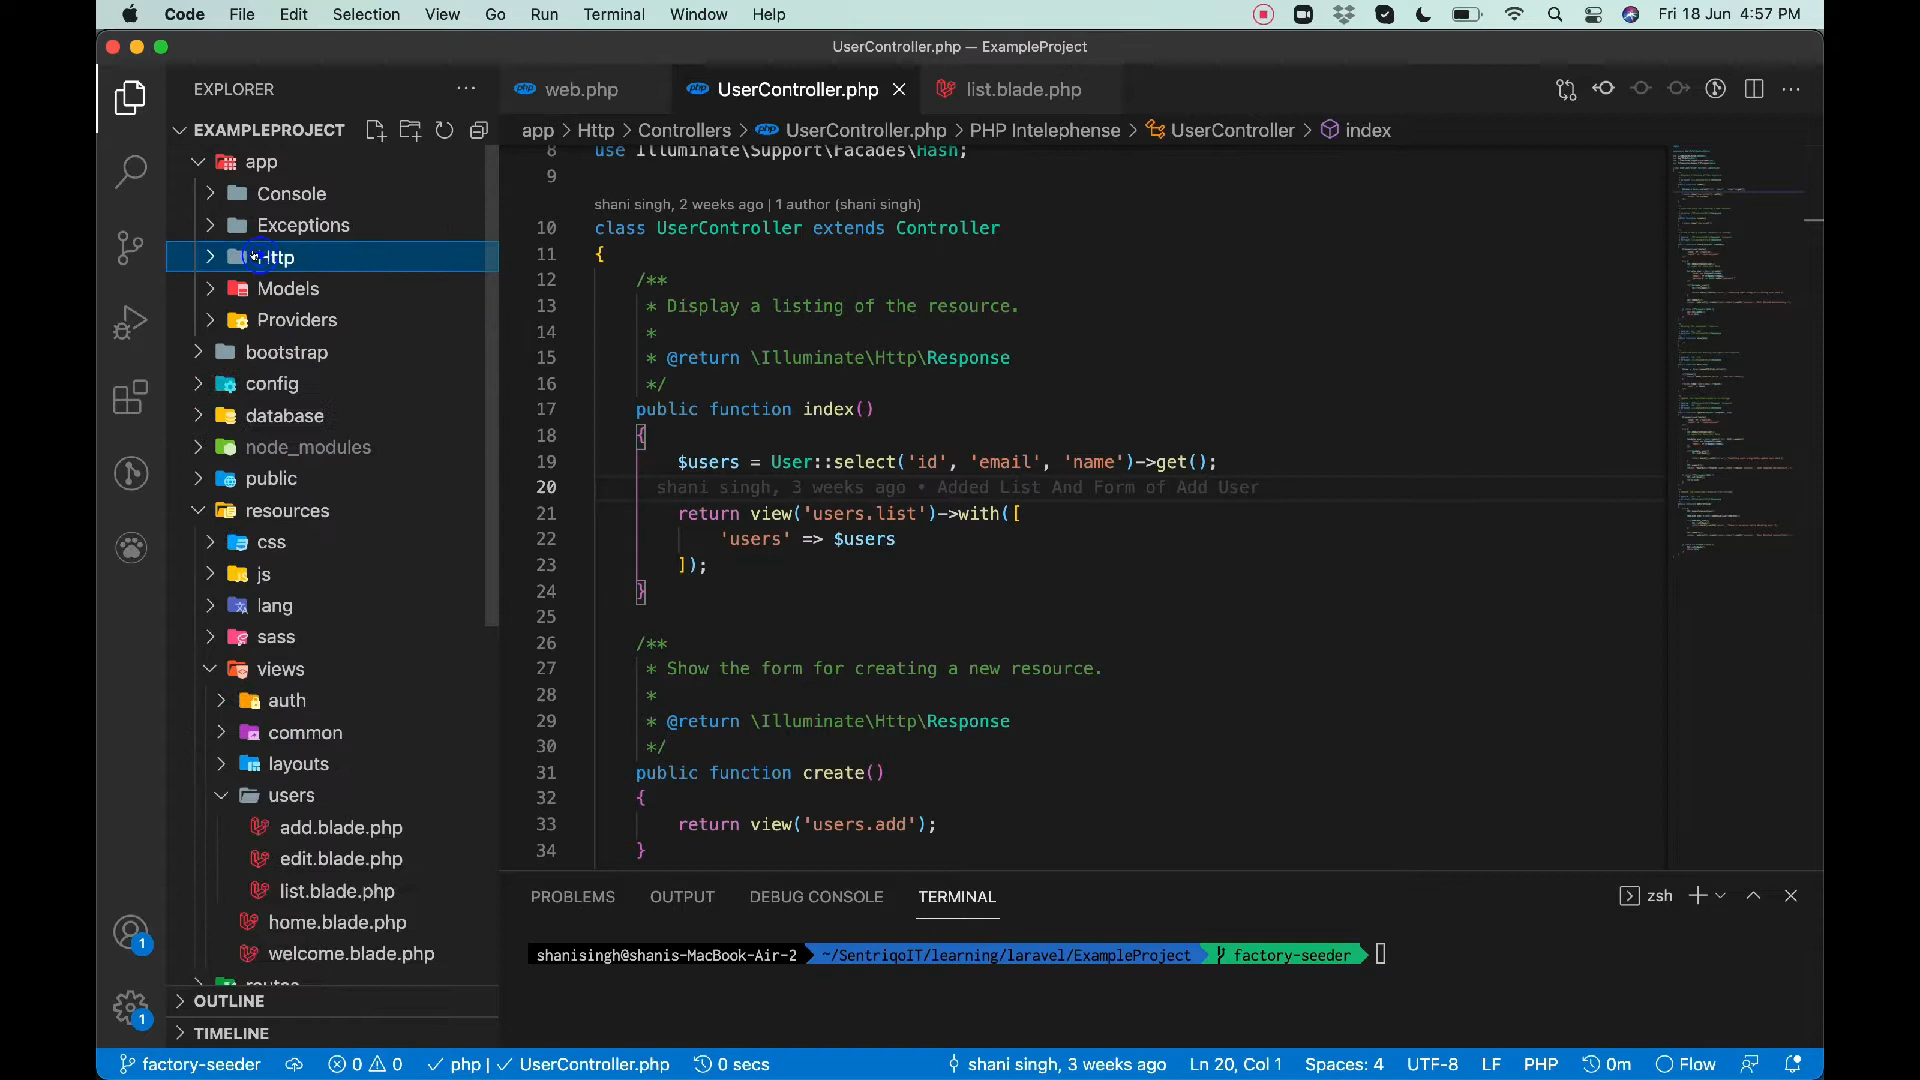 Code File Edit Selection View Go Run Terminal Window Help Fri 18 Jun 4:57 PM
UserController.php — ExampleProject
EXPLORER
web.php UserController.php list.blade.php
EXAMPLEPROJECT
app > Http > Controllers > UserController.php > PHP Intelephense > UserController > index
app
Console
Exceptions
Http
Models
Providers
bootstrap
config
database
node_modules
public
resources
css
js
lang
sass
views
auth
common
layouts
users
add.blade.php
edit.blade.php
list.blade.php
home.blade.php
welcome.blade.php
routes
OUTLINE
TIMELINE
8 use Illuminate\Support\Facades\Hash;
9
shani singh, 2 weeks ago | 1 author (shani singh)
10 class UserController extends Controller
11 {
12 /**
13 * Display a listing of the resource.
14 *
15 * @return \Illuminate\Http\Response
16 */
17 public function index()
18 {
19 $users = User::select('id', 'email', 'name')->get();
20 shani singh, 3 weeks ago • Added List And Form of Add User
21 return view('users.list')->with([
22 'users' => $users
23 ]);
24 }
25
26 /**
27 * Show the form for creating a new resource.
28 *
29 * @return \Illuminate\Http\Response
30 */
31 public function create()
32 {
33 return view('users.add');
34 }
PROBLEMS OUTPUT DEBUG CONSOLE TERMINAL zsh
shanisingh@shanis-MacBook-Air-2 ~/SentriqoIT/learning/laravel/ExampleProject factory-seeder
1
1
factory-seeder 0 0 php | UserController.php 0 secs shani singh, 3 weeks ago Ln 20, Col 1 Spaces: 4 UTF-8 LF PHP 0m Flow